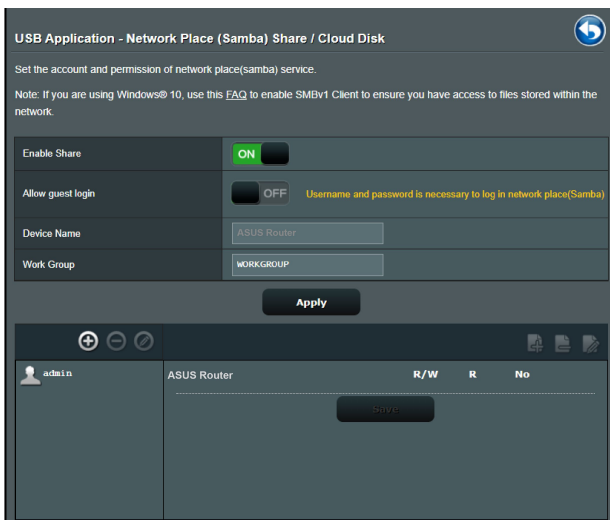 USB Application - Network Place (Samba) Share / Cloud Disk
Set the account and permission of network place(samba) service.
Note: If you are using Windows® 10, use this FAQ to enable SMBv1 Client to ensure you have access to files stored within the
network.
Enable Share ON
Allow guest login OFF Username and password is necessary to log in network place(Samba)
Device Name ASUS Router
Work Group WORKGROUP
Apply
admin ASUS Router R/W R No
Save